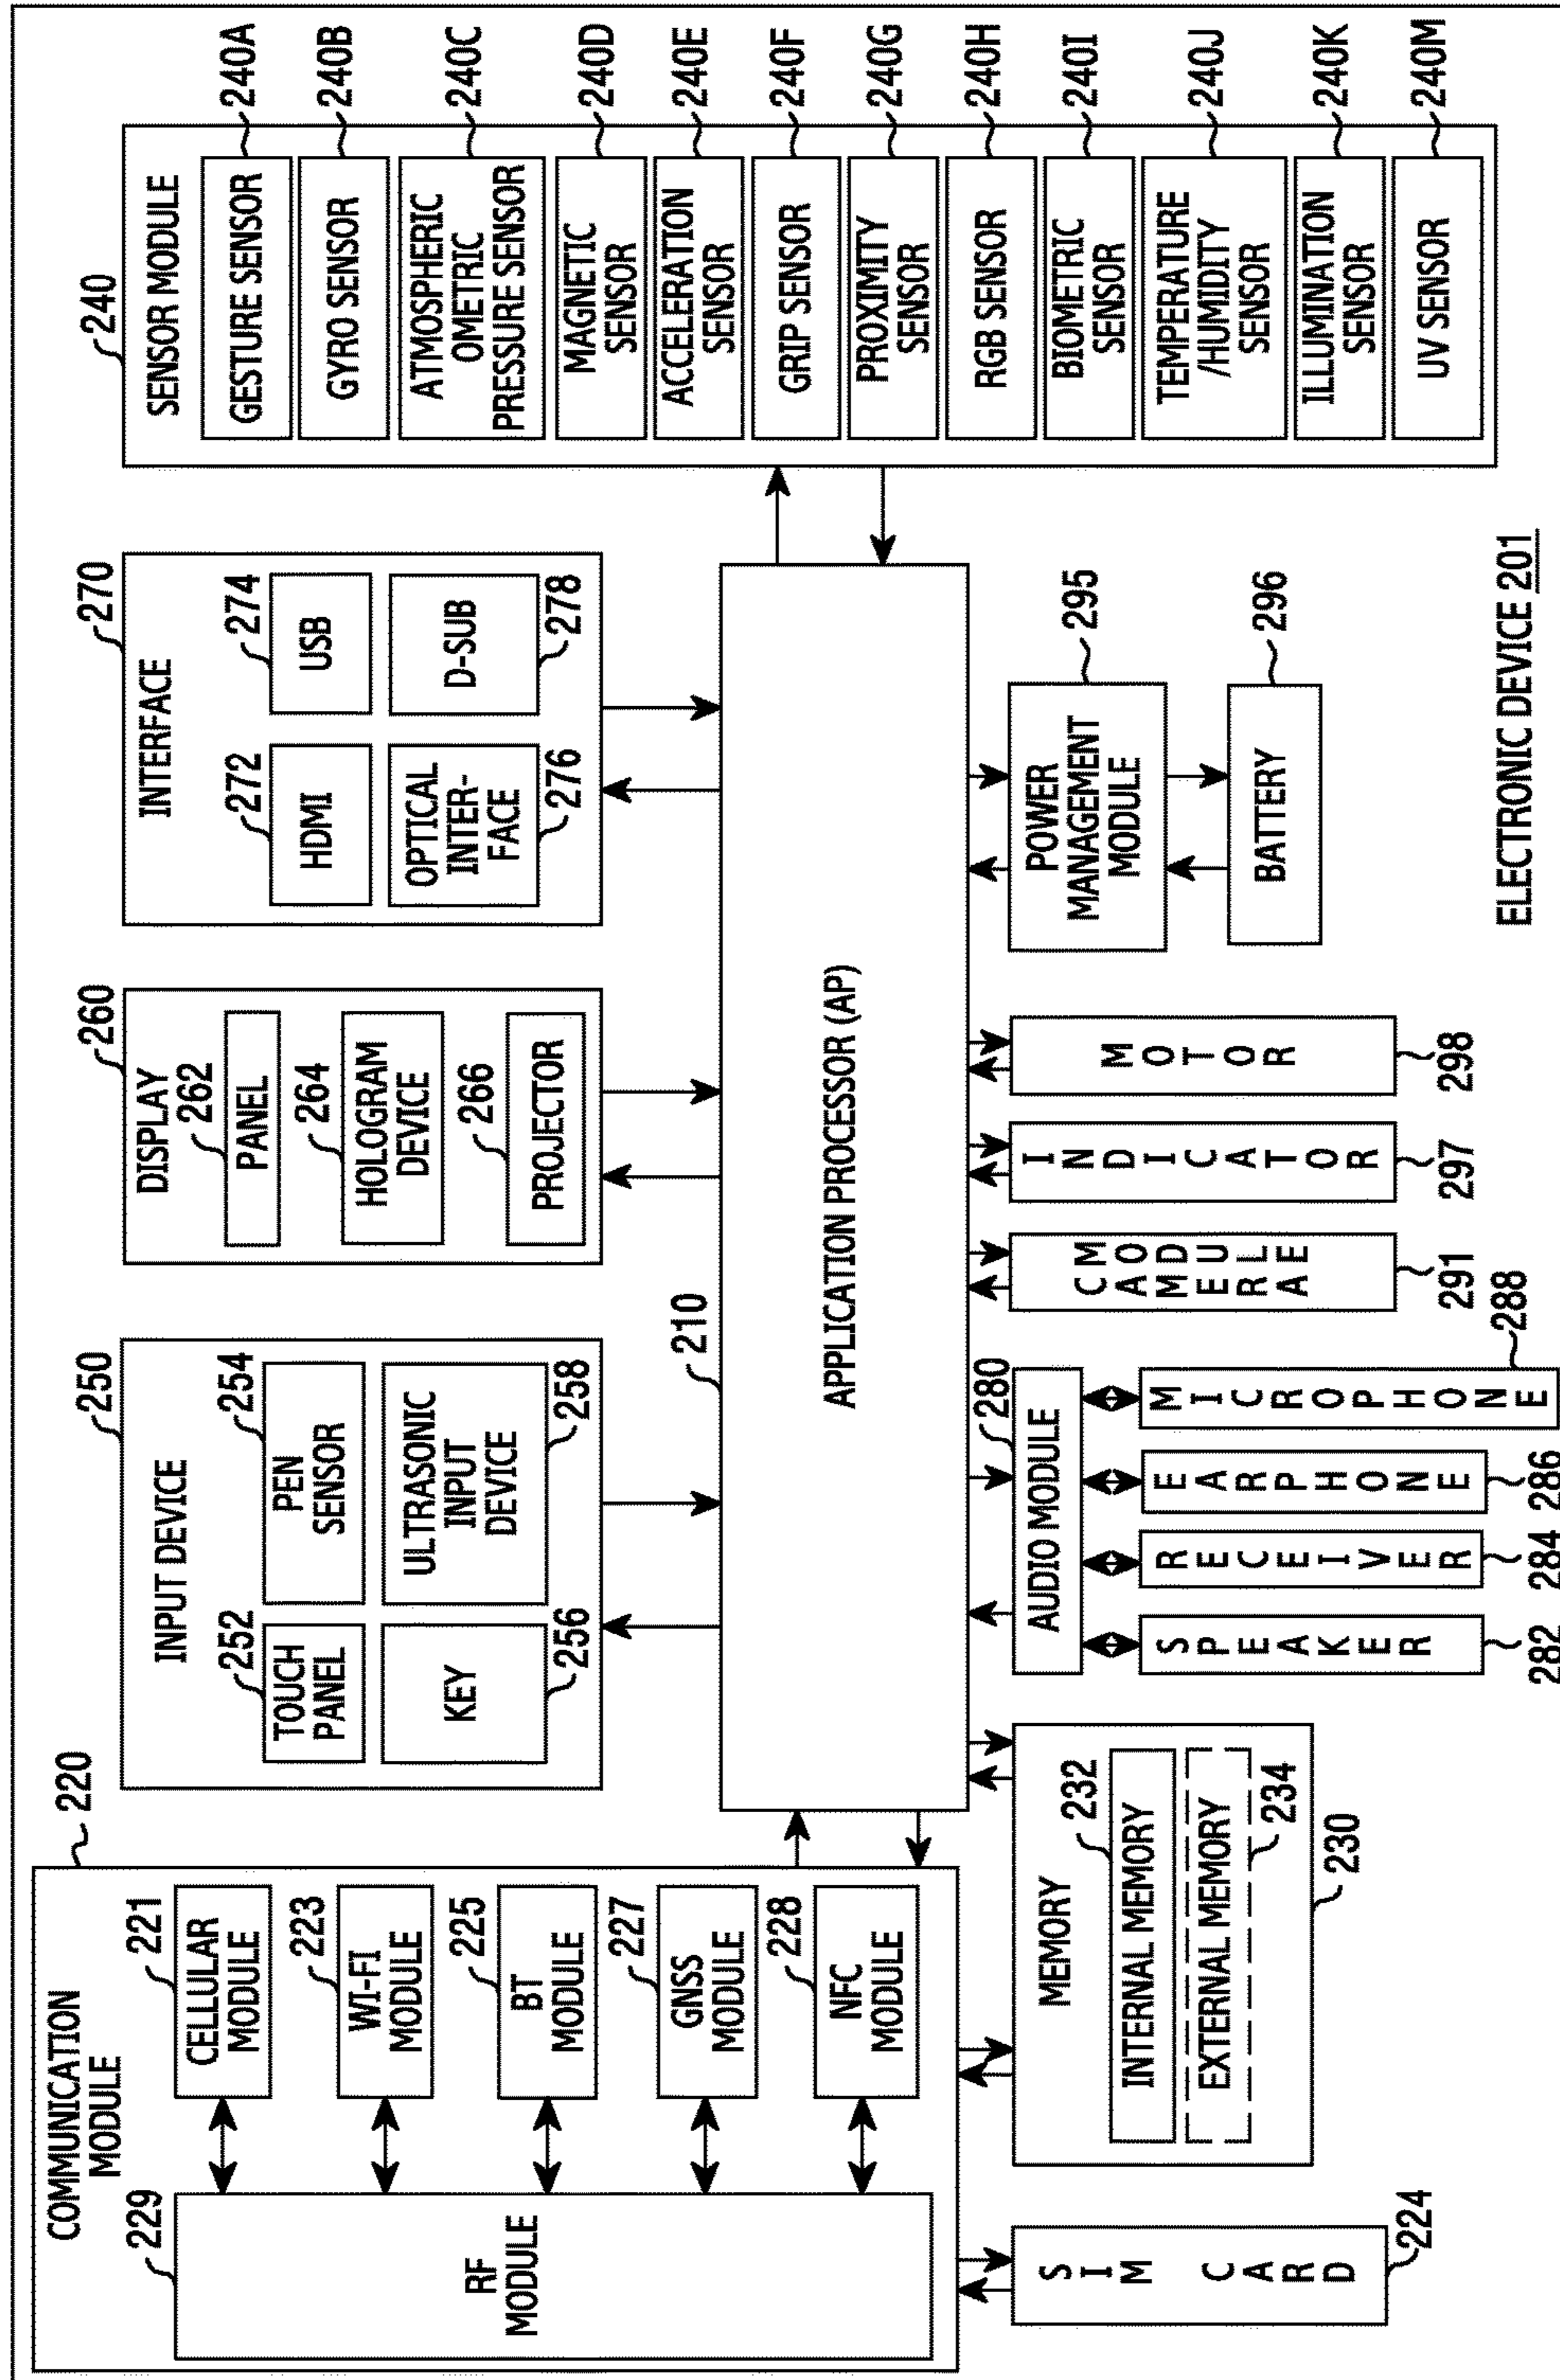 COMMUNICATION
MODULE
220
229
RF
MODULE
221
CELLULAR
MODULE
223
WI-FI
MODULE
225
BT
MODULE
227
GNSS
MODULE
228
NFC
MODULE
250
INPUT DEVICE
252
TOUCH
PANEL
254
PEN
SENSOR
KEY
256
ULTRASONIC
INPUT
DEVICE
258
260
DISPLAY
262
PANEL
264
HOLOGRAM
DEVICE
266
PROJECTOR
270
INTERFACE
272
HDMI
274
USB
OPTICAL
INTER-
FACE
276
D-SUB
278
240
SENSOR MODULE
GESTURE SENSOR
240A
GYRO SENSOR
240B
ATMOSPHERIC
OMETRIC
PRESSURE SENSOR
240C
MAGNETIC
SENSOR
240D
ACCELERATION
SENSOR
240E
GRIP SENSOR
240F
PROXIMITY
SENSOR
240G
RGB SENSOR
240H
BIOMETRIC
SENSOR
240I
TEMPERATURE
/HUMIDITY
SENSOR
240J
ILLUMINATION
SENSOR
240K
UV SENSOR
240M
210
APPLICATION PROCESSOR (AP)
SIM CARD
224
MEMORY
232
INTERNAL MEMORY
EXTERNAL MEMORY
234
230
280
AUDIO MODULE
SPEAKER
282
RECEIVER
284
EARPHONE
286
MICROPHONE
288
CAMERA
MODULE
291
INDICATOR
297
MOTOR
298
POWER
MANAGEMENT
MODULE
295
BATTERY
296
ELECTRONIC DEVICE 201